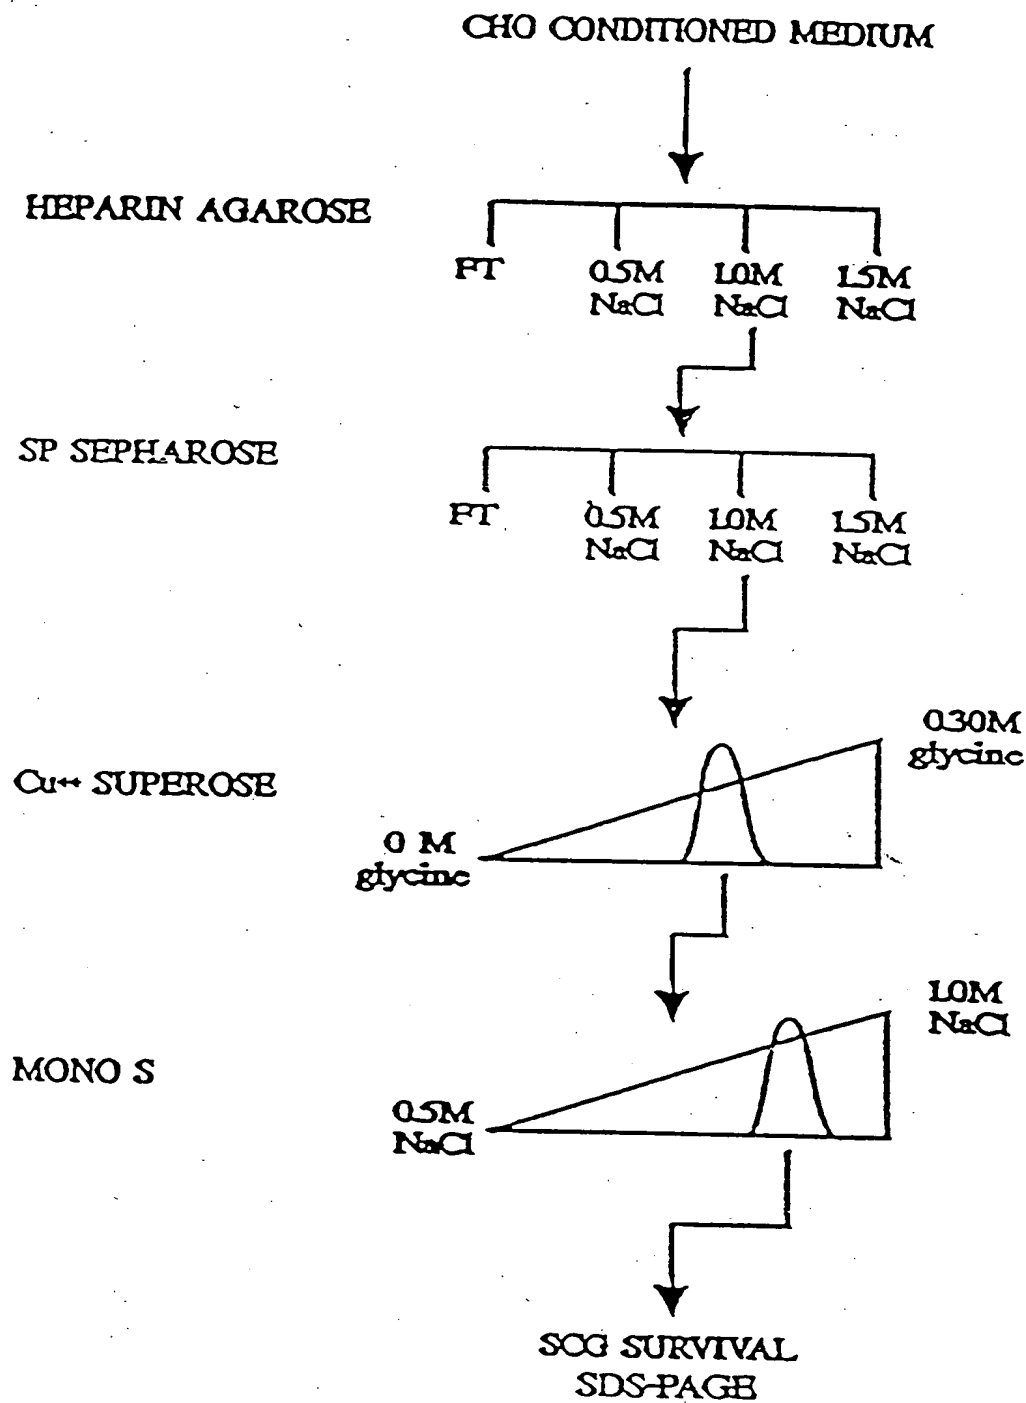 CHO CONDITIONED MEDIUM
HEPARIN AGAROSE
FT
0.5M
NaCl
1.0M
NaCl
1.5M
NaCl
SP SEPHAROSE
FT
0.5M
NaCl
1.0M
NaCl
1.5M
NaCl
Cu++ SUPEROSE
0 M
glycine
0.30M
glycine
MONO S
0.5M
NaCl
1.0M
NaCl
SCG SURVIVAL
SDS-PAGE